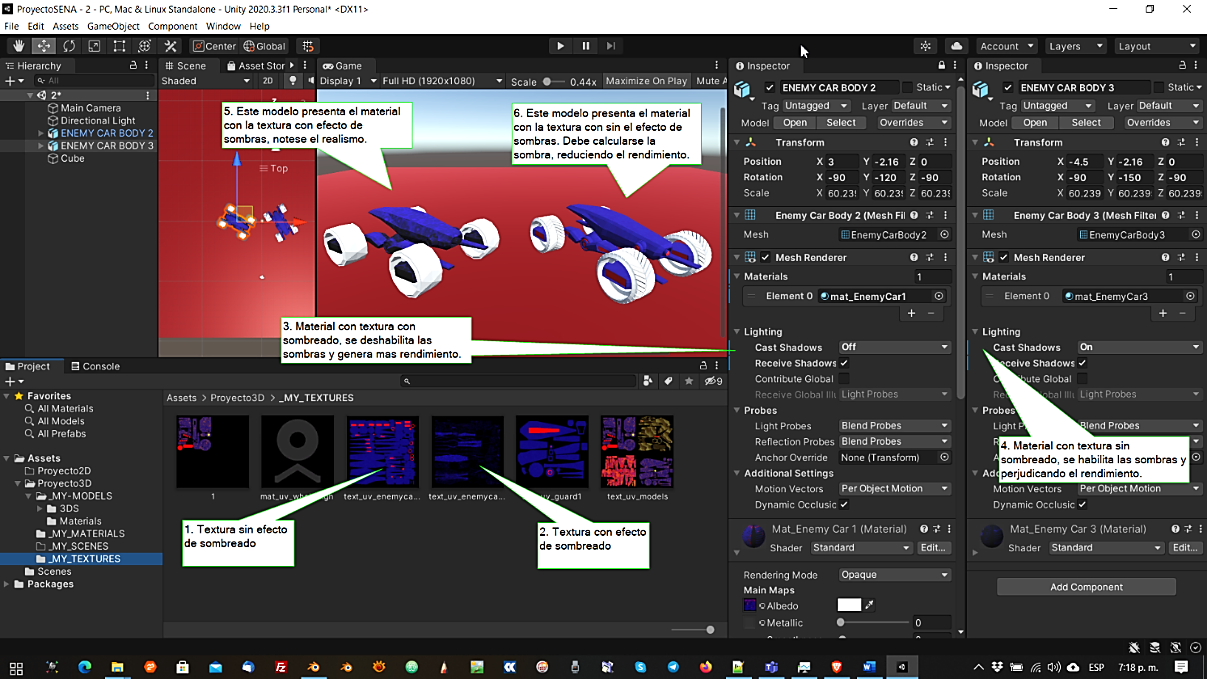 ProyectoSENA - 2 - PC, Mac & Linux Standalone - Unity 2020.3.3f1 Personal* <DX11>
File Edit Assets GameObject Component Window Help
Center Global Account Layers Layout
Hierarchy
All
2*
Main Camera
Directional Light
ENEMY CAR BODY 2
ENEMY CAR BODY 3
Cube
Scene Asset Stor
Shaded 2D
Top
Game
Display 1 Full HD (1920x1080) Scale 0.44x Maximize On Play Mute A
5. Este modelo presenta el material
con la textura con efecto de
sombras, notese el realismo.
6. Este modelo presenta el material
con la textura con sin el efecto de
sombras. Debe calcularse la
sombra, reduciendo el rendimiento.
3. Material con textura con
sombreado, se deshabilita las
sombras y genera mas rendimiento.
Inspector
ENEMY CAR BODY 2 Static
Tag Untagged Layer Default
Model Open Select Overrides
Transform
Position X 3 Y -2.16 Z 0
Rotation X -90 Y -120 Z -90
Scale X 60.239 Y 60.239 Z 60.239
Enemy Car Body 2 (Mesh Fil
Mesh EnemyCarBody2
Mesh Renderer
Materials 1
Element 0 mat_EnemyCar1
+ −
Lighting
Cast Shadows Off
Receive Shadows
Contribute Global
Receive Global Illu Light Probes
Probes
Light Probes Blend Probes
Reflection Probes Blend Probes
Anchor Override None (Transform)
Additional Settings
Motion Vectors Per Object Motion
Dynamic Occlusic
Mat_Enemy Car 1 (Material)
Shader Standard Edit...
Rendering Mode Opaque
Main Maps
Albedo
Metallic 0
Inspector
ENEMY CAR BODY 3 Static
Tag Untagged Layer Default
Model Open Select Overrides
Transform
Position X -4.5 Y -2.16 Z 0
Rotation X -90 Y -150 Z -90
Scale X 60.239 Y 60.239 Z 60.239
Enemy Car Body 3 (Mesh Filter
Mesh EnemyCarBody3
Mesh Renderer
Materials 1
Element 0 mat_EnemyCar3
+ −
Lighting
Cast Shadows On
Receive Shadows
Contribute Global
Receive Global Illu Light Probes
Probes
Blend Probes
4. Material con textura sin
sombreado, se habilita las sombras y
perjudicando el rendimiento.
Motion Vectors Per Object Motion
Dynamic Occlusic
Mat_Enemy Car 3 (Material)
Shader Standard Edit...
Add Component
Project Console
9
Favorites
All Materials
All Models
All Prefabs
Assets
Proyecto2D
Proyecto3D
_MY-MODELS
3DS
Materials
_MY_MATERIALS
_MY_SCENES
_MY_TEXTURES
Scenes
Packages
Assets > Proyecto3D > _MY_TEXTURES
1
text_uv_enemyca...
text_uv_enemyca...
text_uv_models
1. Textura sin efecto
de sombreado
2. Textura con efecto
de sombreado
ESP 7:18 p. m.